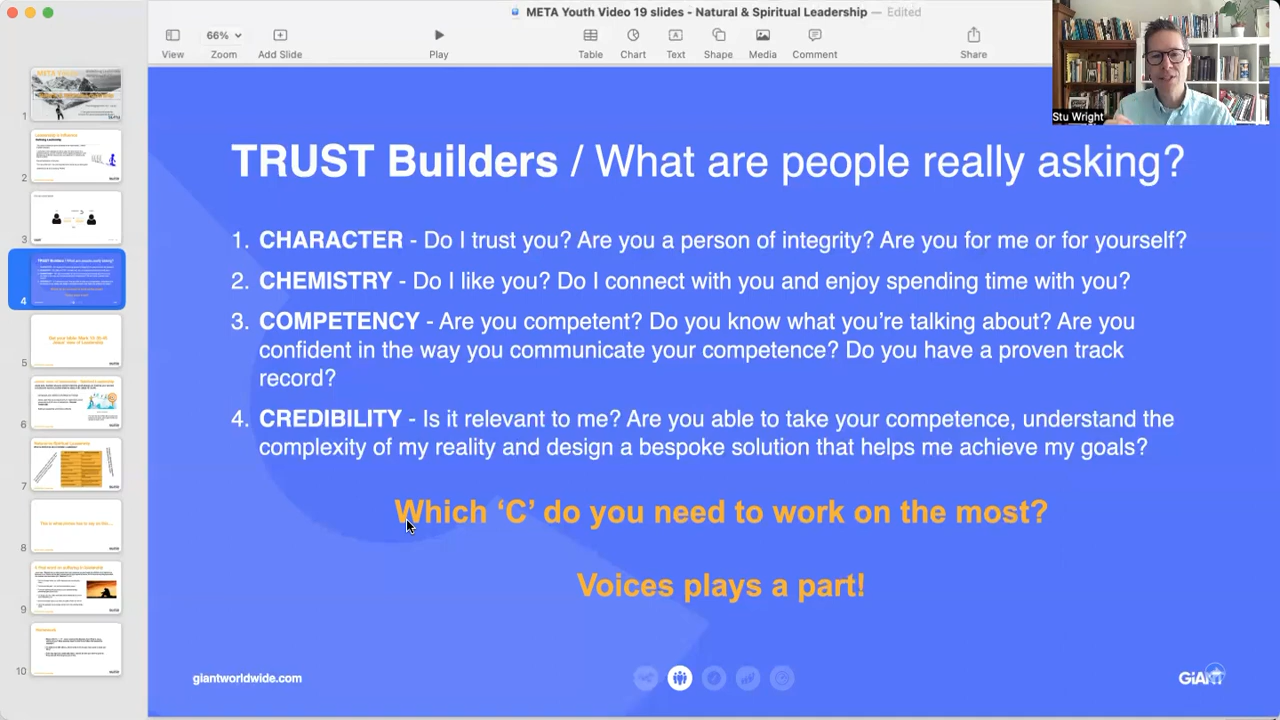 META Youth Video 19 slides - Natural & Spiritual Leadership — Edited
View
66%
Zoom
Add Slide
Play
Table
Chart
Text
Shape
Media
Comment
Share
Stu Wright
1
2
3
4
5
6
7
8
9
10
TRUST Builders / What are people really asking?
1. CHARACTER - Do I trust you? Are you a person of integrity? Are you for me or for yourself?
2. CHEMISTRY - Do I like you? Do I connect with you and enjoy spending time with you?
3. COMPETENCY - Are you competent? Do you know what you’re talking about? Are you
confident in the way you communicate your competence? Do you have a proven track
record?
4. CREDIBILITY - Is it relevant to me? Are you able to take your competence, understand the
complexity of my reality and design a bespoke solution that helps me achieve my goals?
Which ‘C’ do you need to work on the most?
Voices plays a part!
giantworldwide.com
GiANT